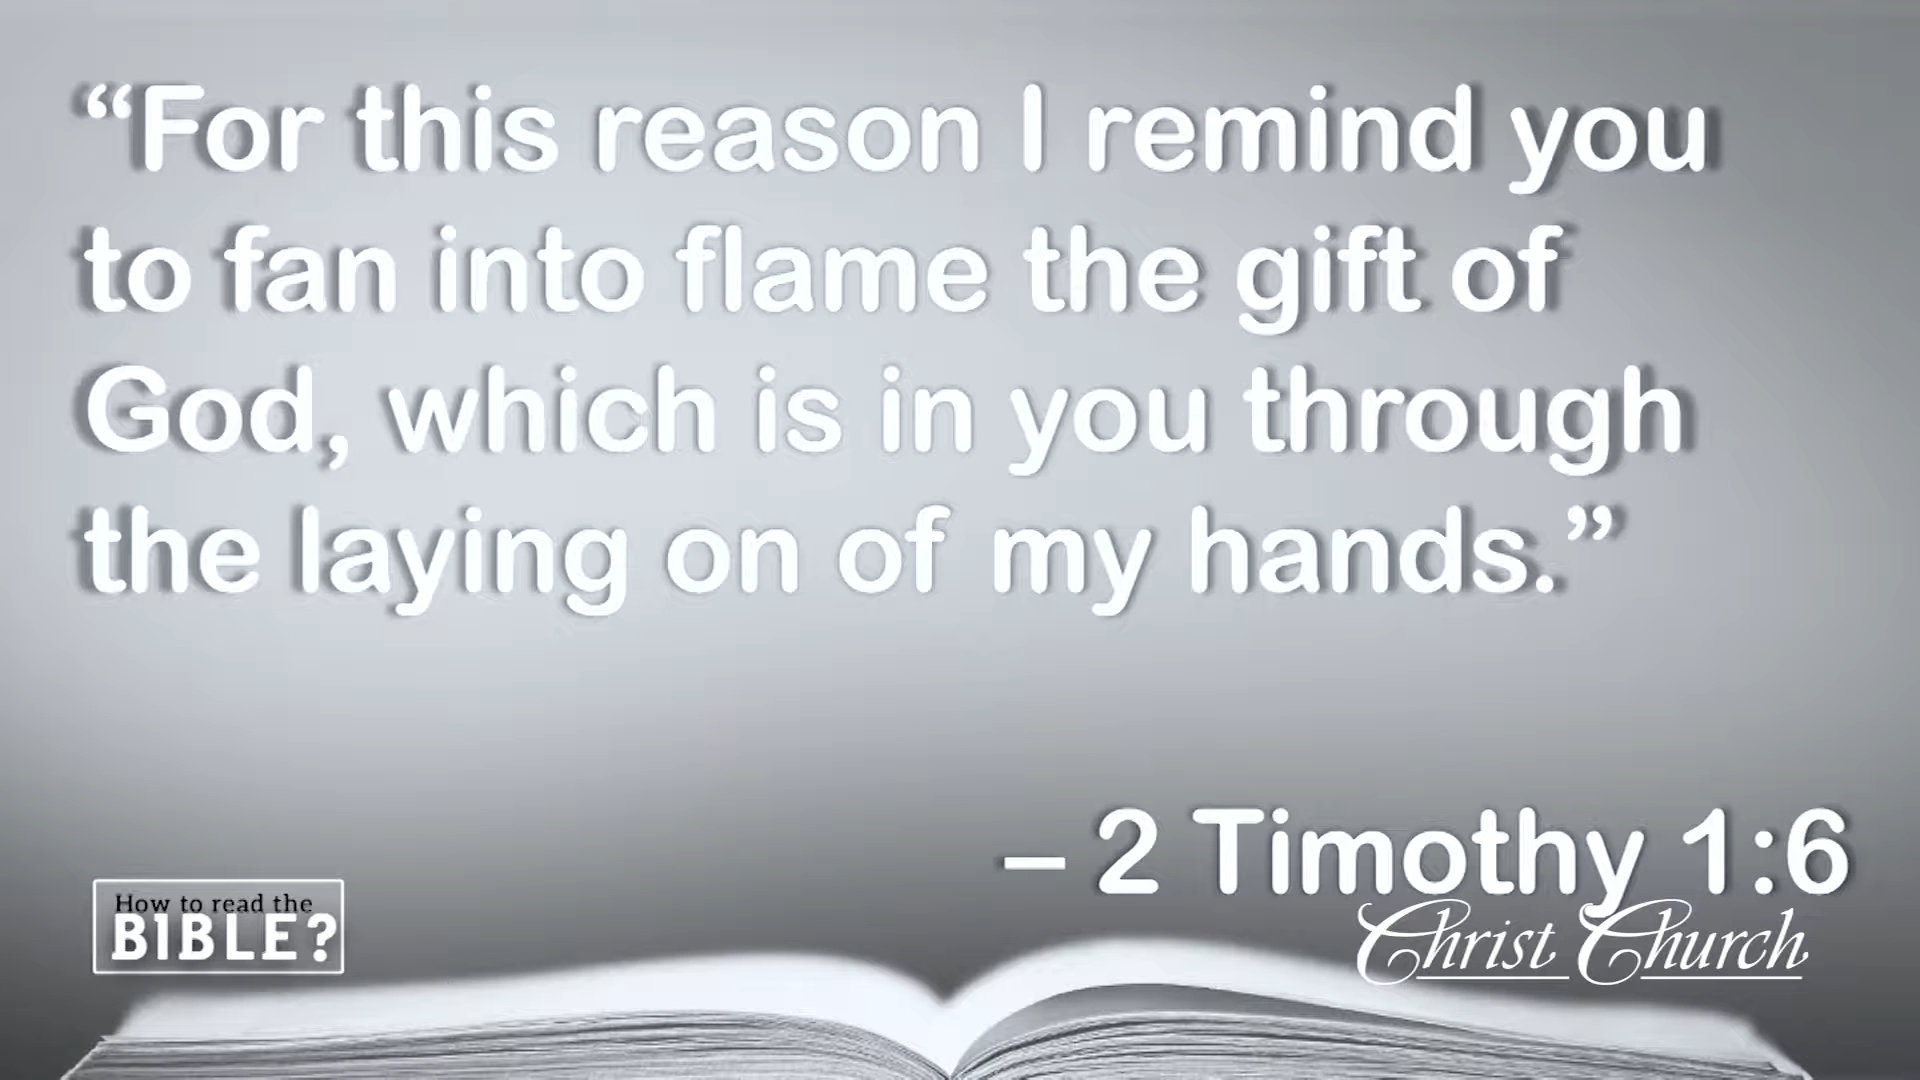 “For this reason I remind you
to fan into flame the gift of
God, which is in you through
the laying on of my hands.”
– 2 Timothy 1:6
How to read the
BIBLE?
Christ Church